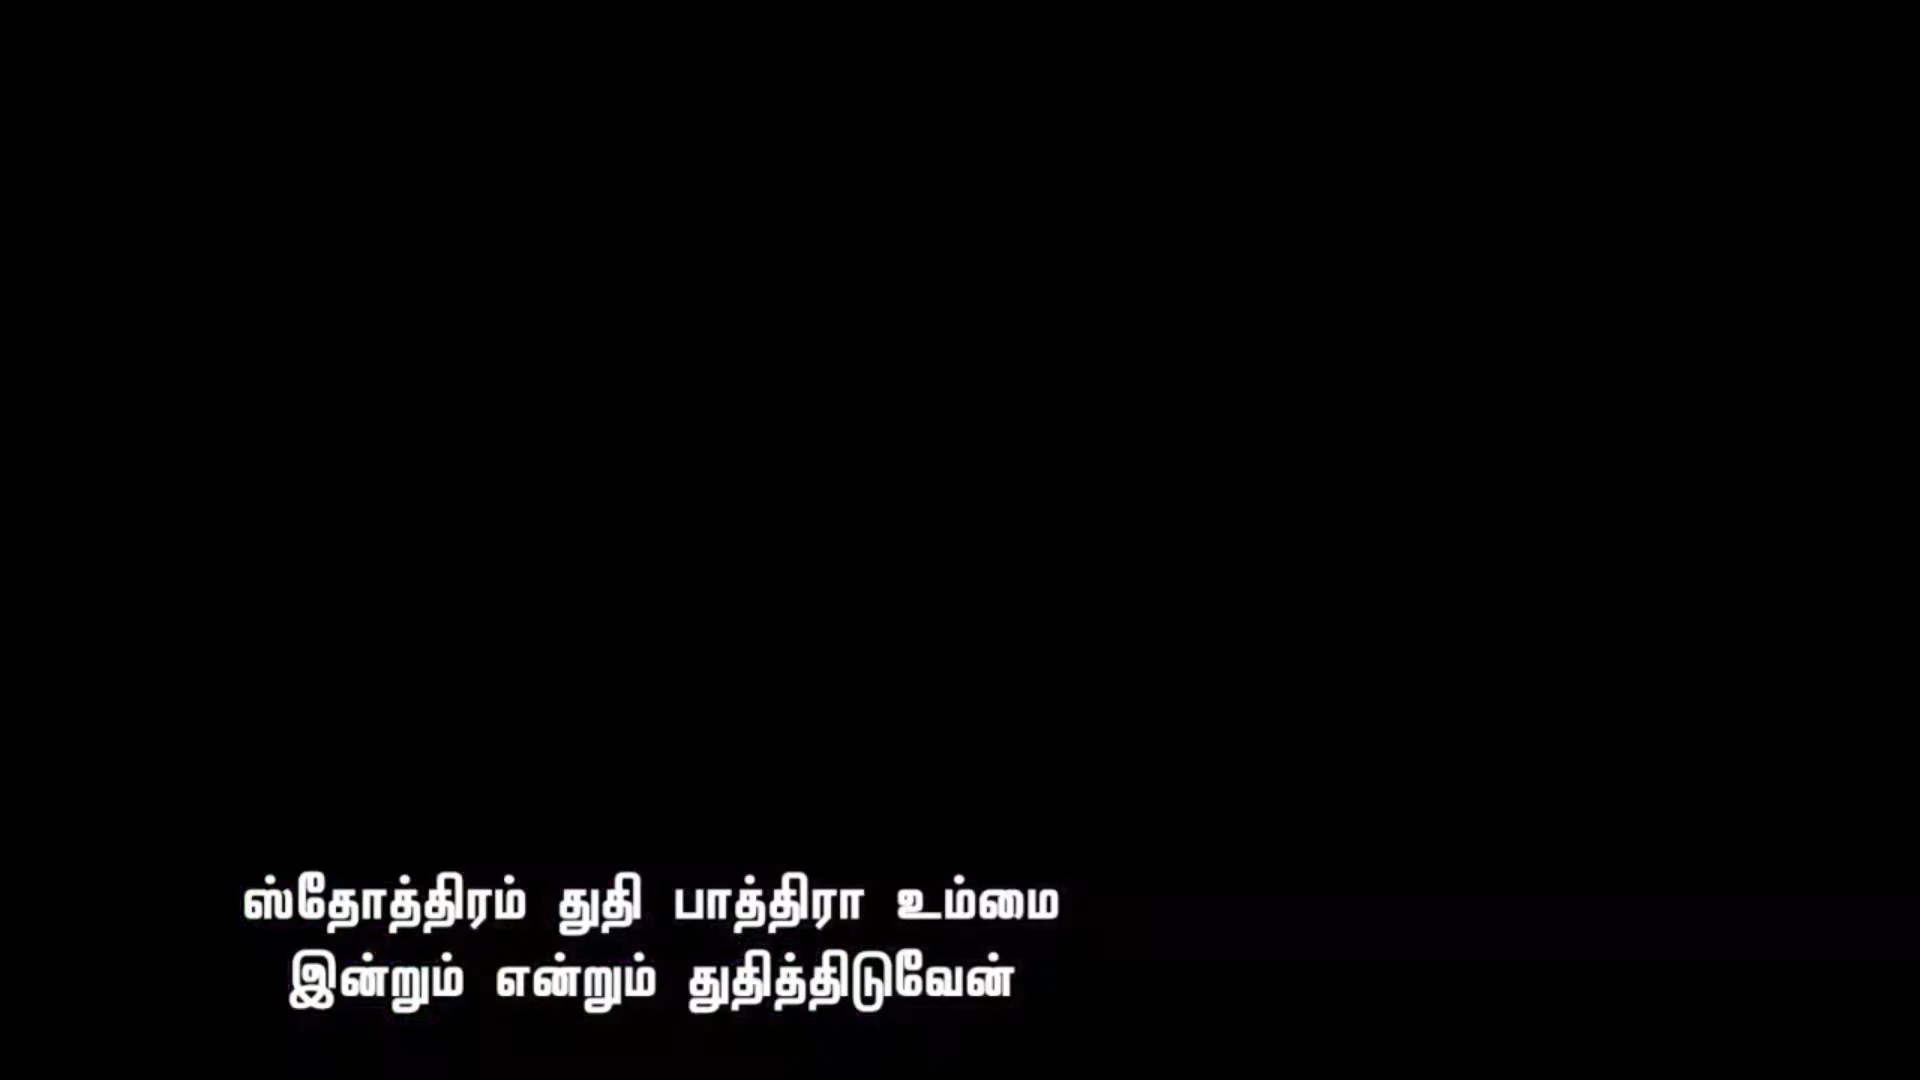 ஸ்தோத்திரம் துதி பாத்திரா உம்மை
இன்றும் என்றும் துதித்திடுவேன்